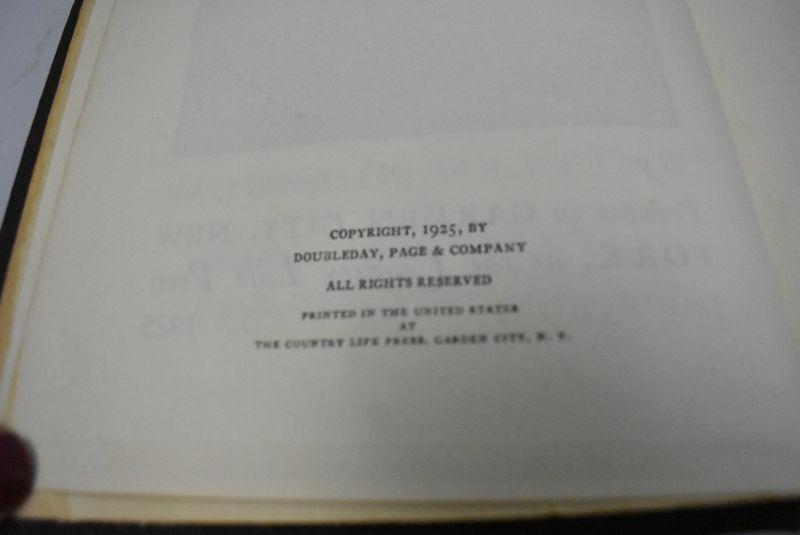 COPYRIGHT, 1925, BY
DOUBLEDAY, PAGE & COMPANY
ALL RIGHTS RESERVED
PRINTED IN THE UNITED STATES
AT
THE COUNTRY LIFE PRESS, GARDEN CITY, N. Y.